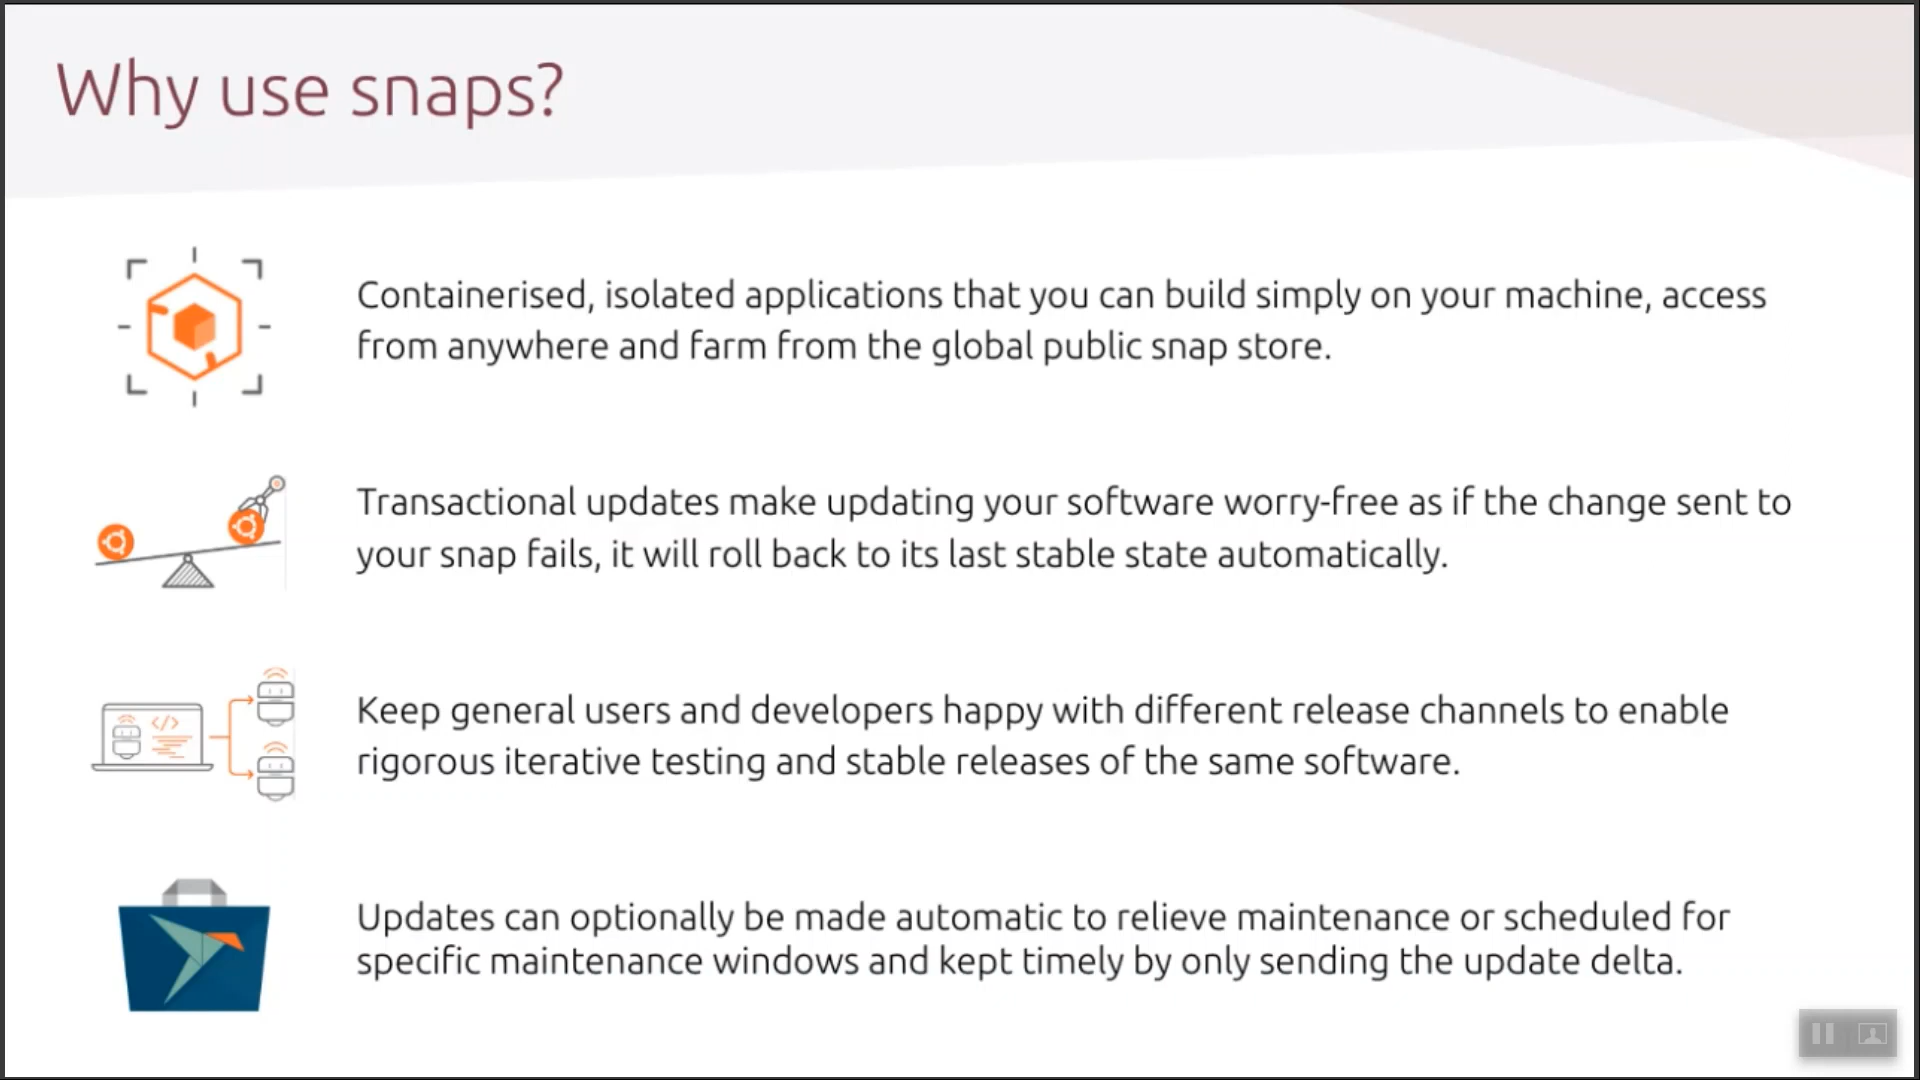 Why use snaps?
Containerised, isolated applications that you can build simply on your machine, access
from anywhere and farm from the global public snap store.
Transactional updates make updating your software worry-free as if the change sent to
your snap fails, it will roll back to its last stable state automatically.
Keep general users and developers happy with different release channels to enable
rigorous iterative testing and stable releases of the same software.
Updates can optionally be made automatic to relieve maintenance or scheduled for
specific maintenance windows and kept timely by only sending the update delta.